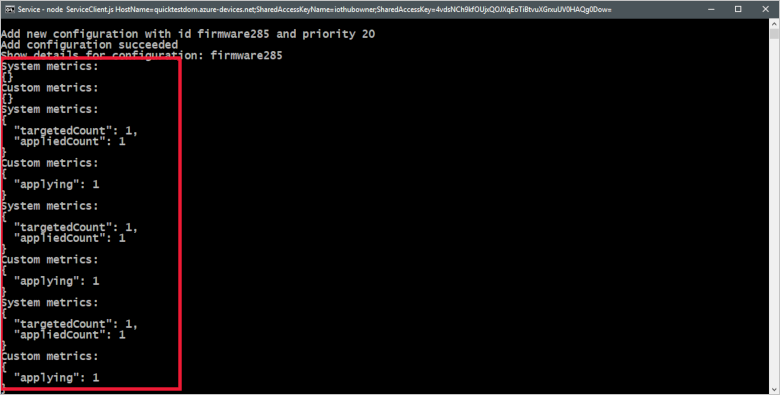 Service - node ServiceClient.js HostName=quicktestdom.azure-devices.net;SharedAccessKeyName=iothubowner;SharedAccessKey=4vdsNCh9kfOUjxQOJXqEoTiBtvuXGrxuUV0HAQg0Dow=
Add new configuration with id firmware285 and priority 20
Add configuration succeeded
Show details for configuration: firmware285
System metrics:
{}
Custom metrics:
{}
System metrics:
{
"targetedCount": 1,
"appliedCount": 1
}
Custom metrics:
{
"applying": 1
}
System metrics:
{
"targetedCount": 1,
"appliedCount": 1
}
Custom metrics:
{
"applying": 1
}
System metrics:
{
"targetedCount": 1,
"appliedCount": 1
}
Custom metrics:
{
"applying": 1
}